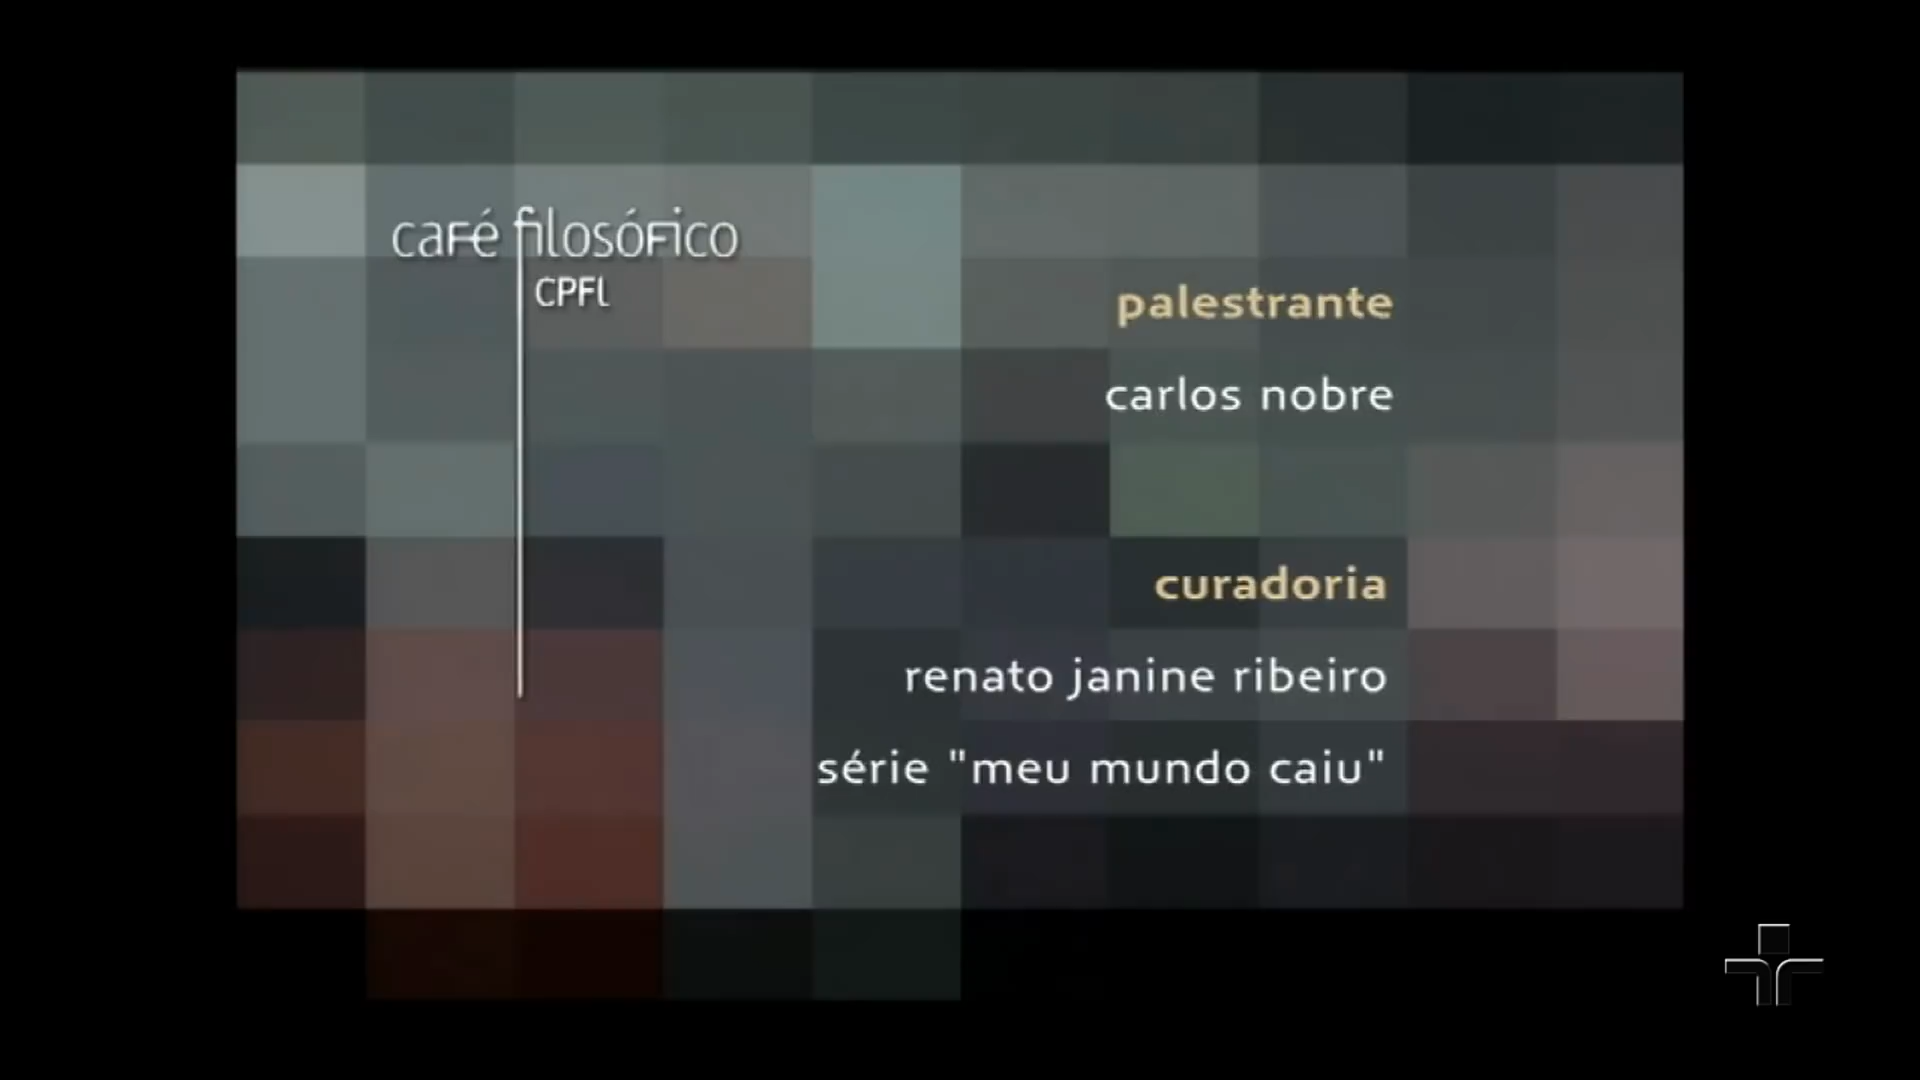 café filosófico
CPFL
palestrante
carlos nobre
curadoria
renato janine ribeiro
série "meu mundo caiu"